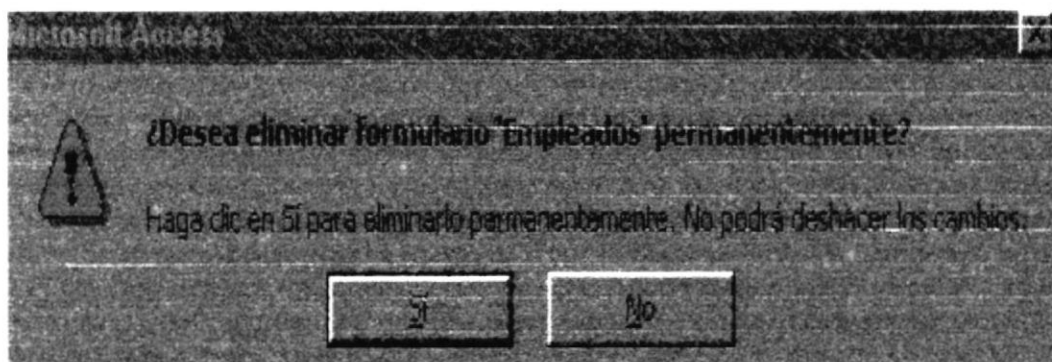 Microsoft Access
¿Desea eliminar formulario 'Empleados' permanentemente?
Haga clic en Sí para eliminarlo permanentemente. No podrá deshacer los cambios.
Sí No